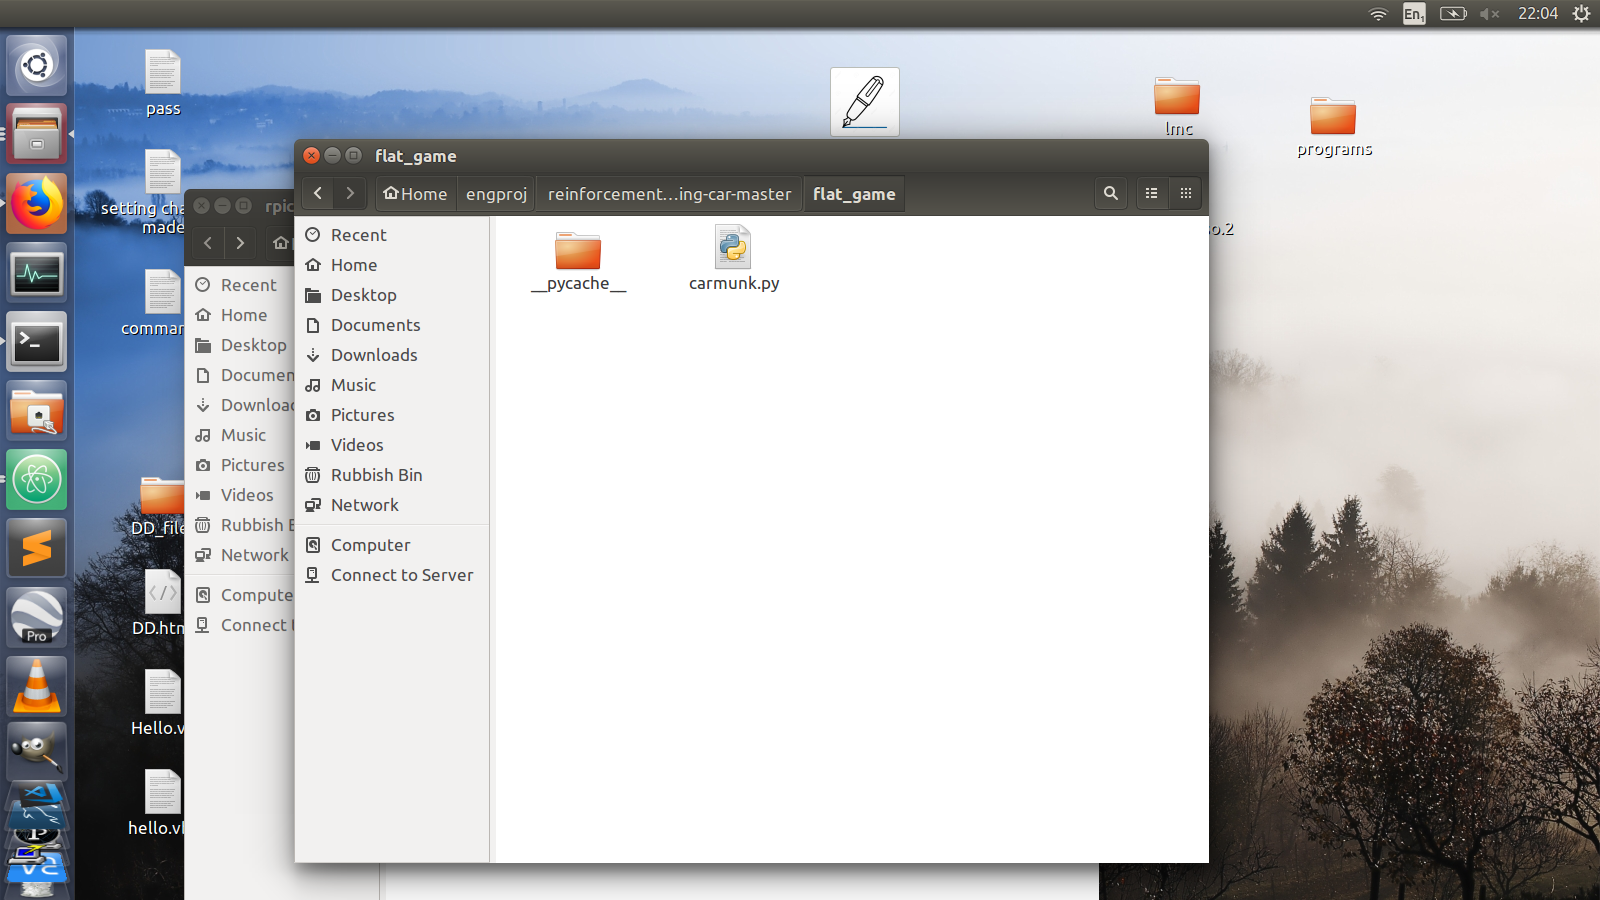 En1
22:04
pass
setting cha
made
comman
DD_file
DD.htm
Hello.v
hello.vh
lmc
programs
o.2
rpic
Recent
Home
Desktop
Documen
Downloa
Music
Pictures
Videos
Rubbish B
Network
Compute
Connect t
flat_game
Home
engproj
reinforcement...ing-car-master
flat_game
Recent
Home
Desktop
Documents
Downloads
Music
Pictures
Videos
Rubbish Bin
Network
Computer
Connect to Server
__pycache__
carmunk.py
Pro